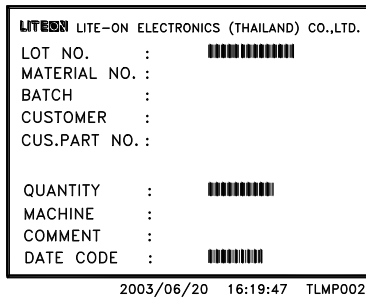 LITEON LITE-ON ELECTRONICS (THAILAND) CO.,LTD.
LOT NO. :
MATERIAL NO. :
BATCH :
CUSTOMER :
CUS.PART NO. :
QUANTITY :
MACHINE :
COMMENT :
DATE CODE :
2003/06/20 16:19:47 TLMP002